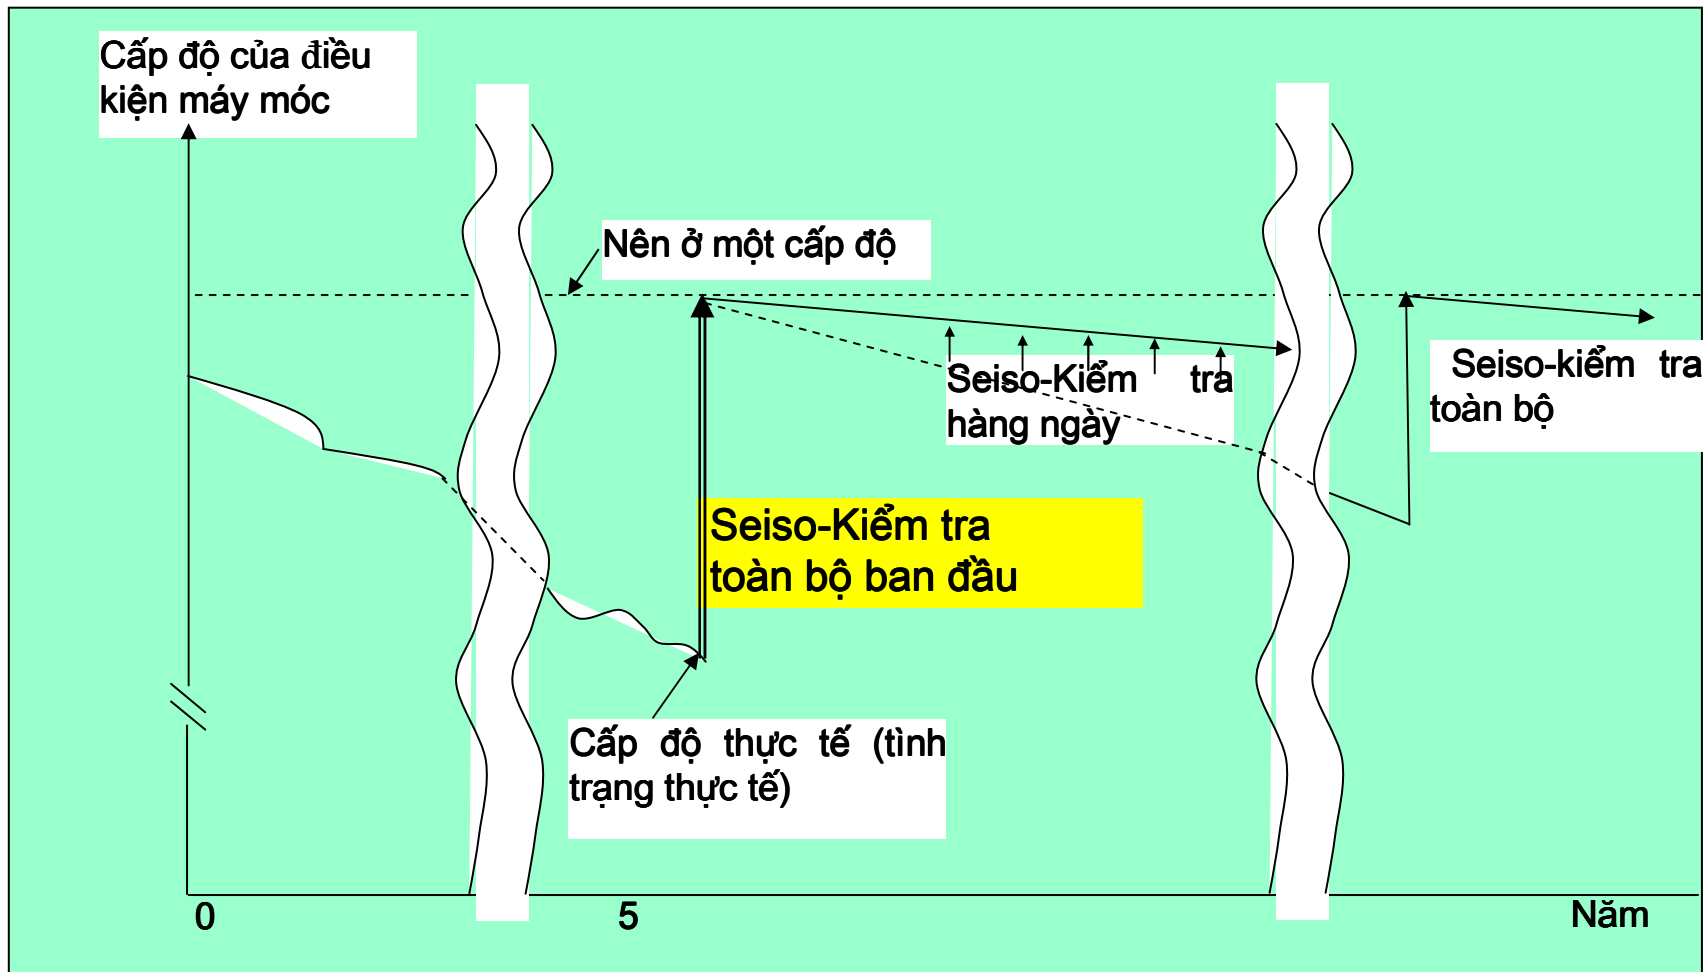 Cấp độ của điều
kiện máy móc
Nên ở một cấp độ
Seiso-Kiểm tra
hàng ngày
Seiso-kiểm tra
toàn bộ
Seiso-Kiểm tra
toàn bộ ban đầu
Cấp độ thực tế (tình
trạng thực tế)
0
5
Năm